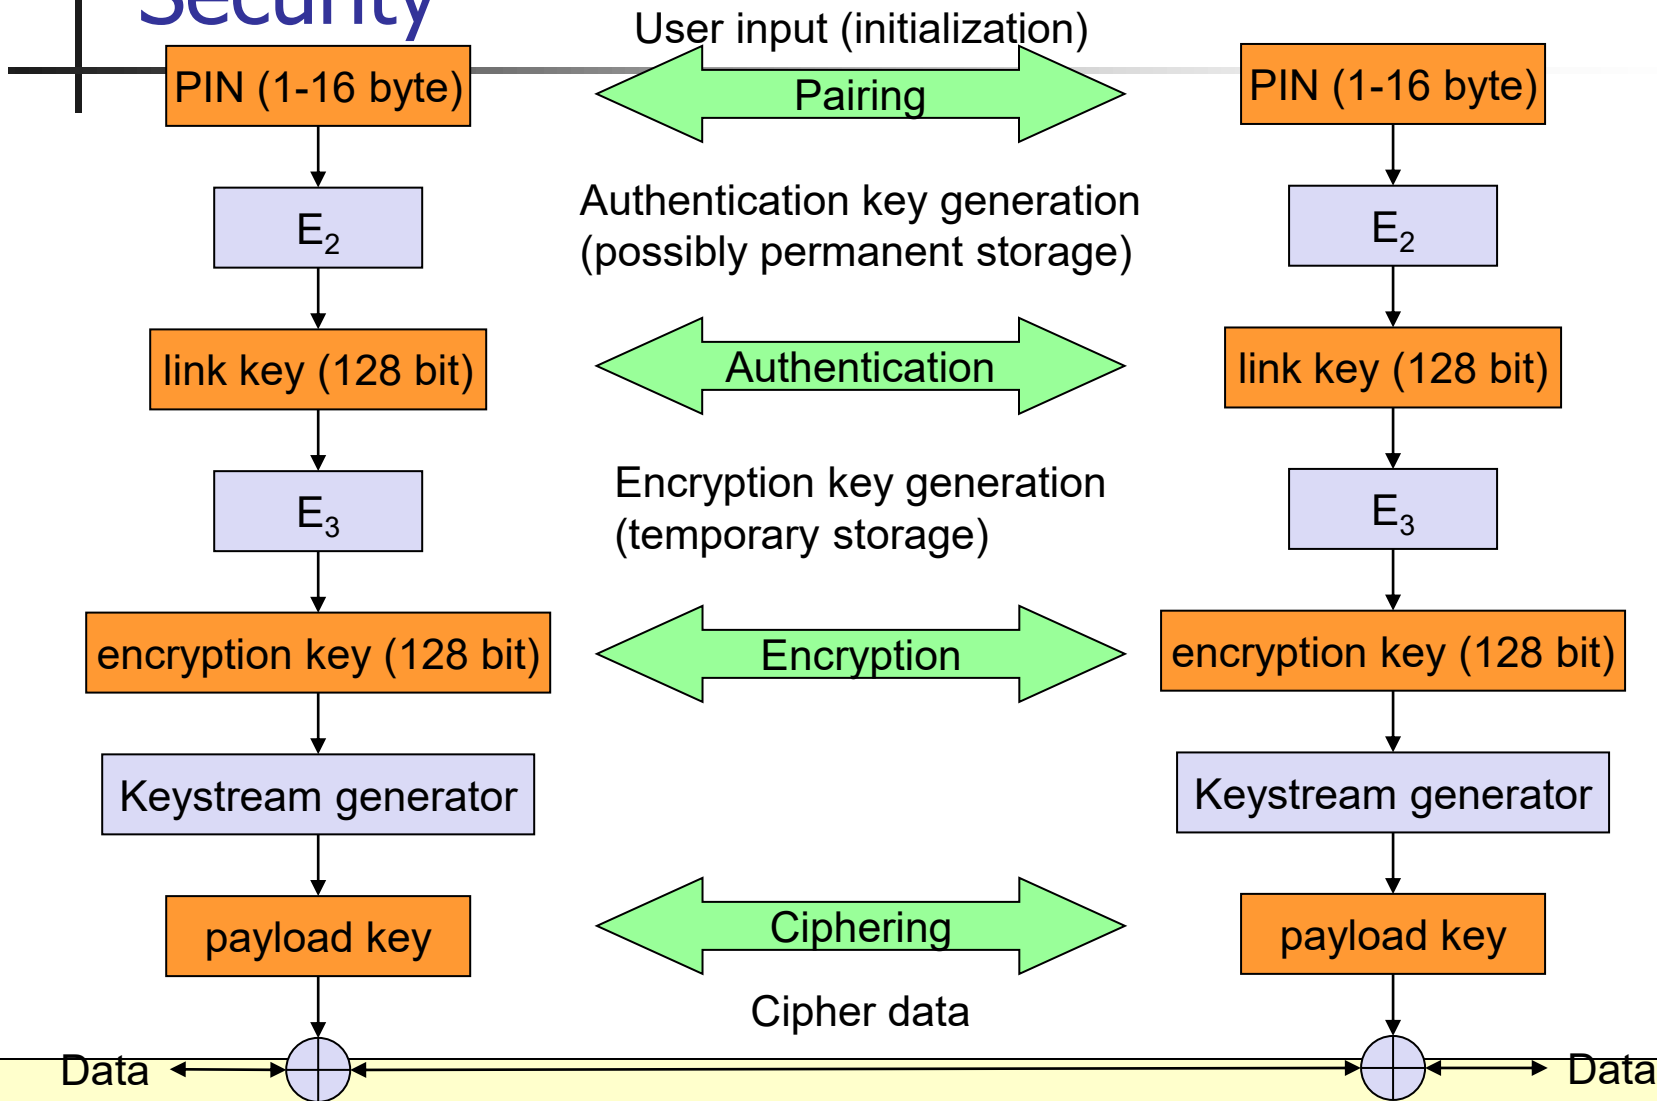 Security
User input (initialization)
PIN (1-16 byte)
Pairing
PIN (1-16 byte)
E₂
Authentication key generation
(possibly permanent storage)
E₂
link key (128 bit)
Authentication
link key (128 bit)
E₃
Encryption key generation
(temporary storage)
E₃
encryption key (128 bit)
Encryption
encryption key (128 bit)
Keystream generator
Keystream generator
payload key
Ciphering
payload key
Cipher data
Data
Data